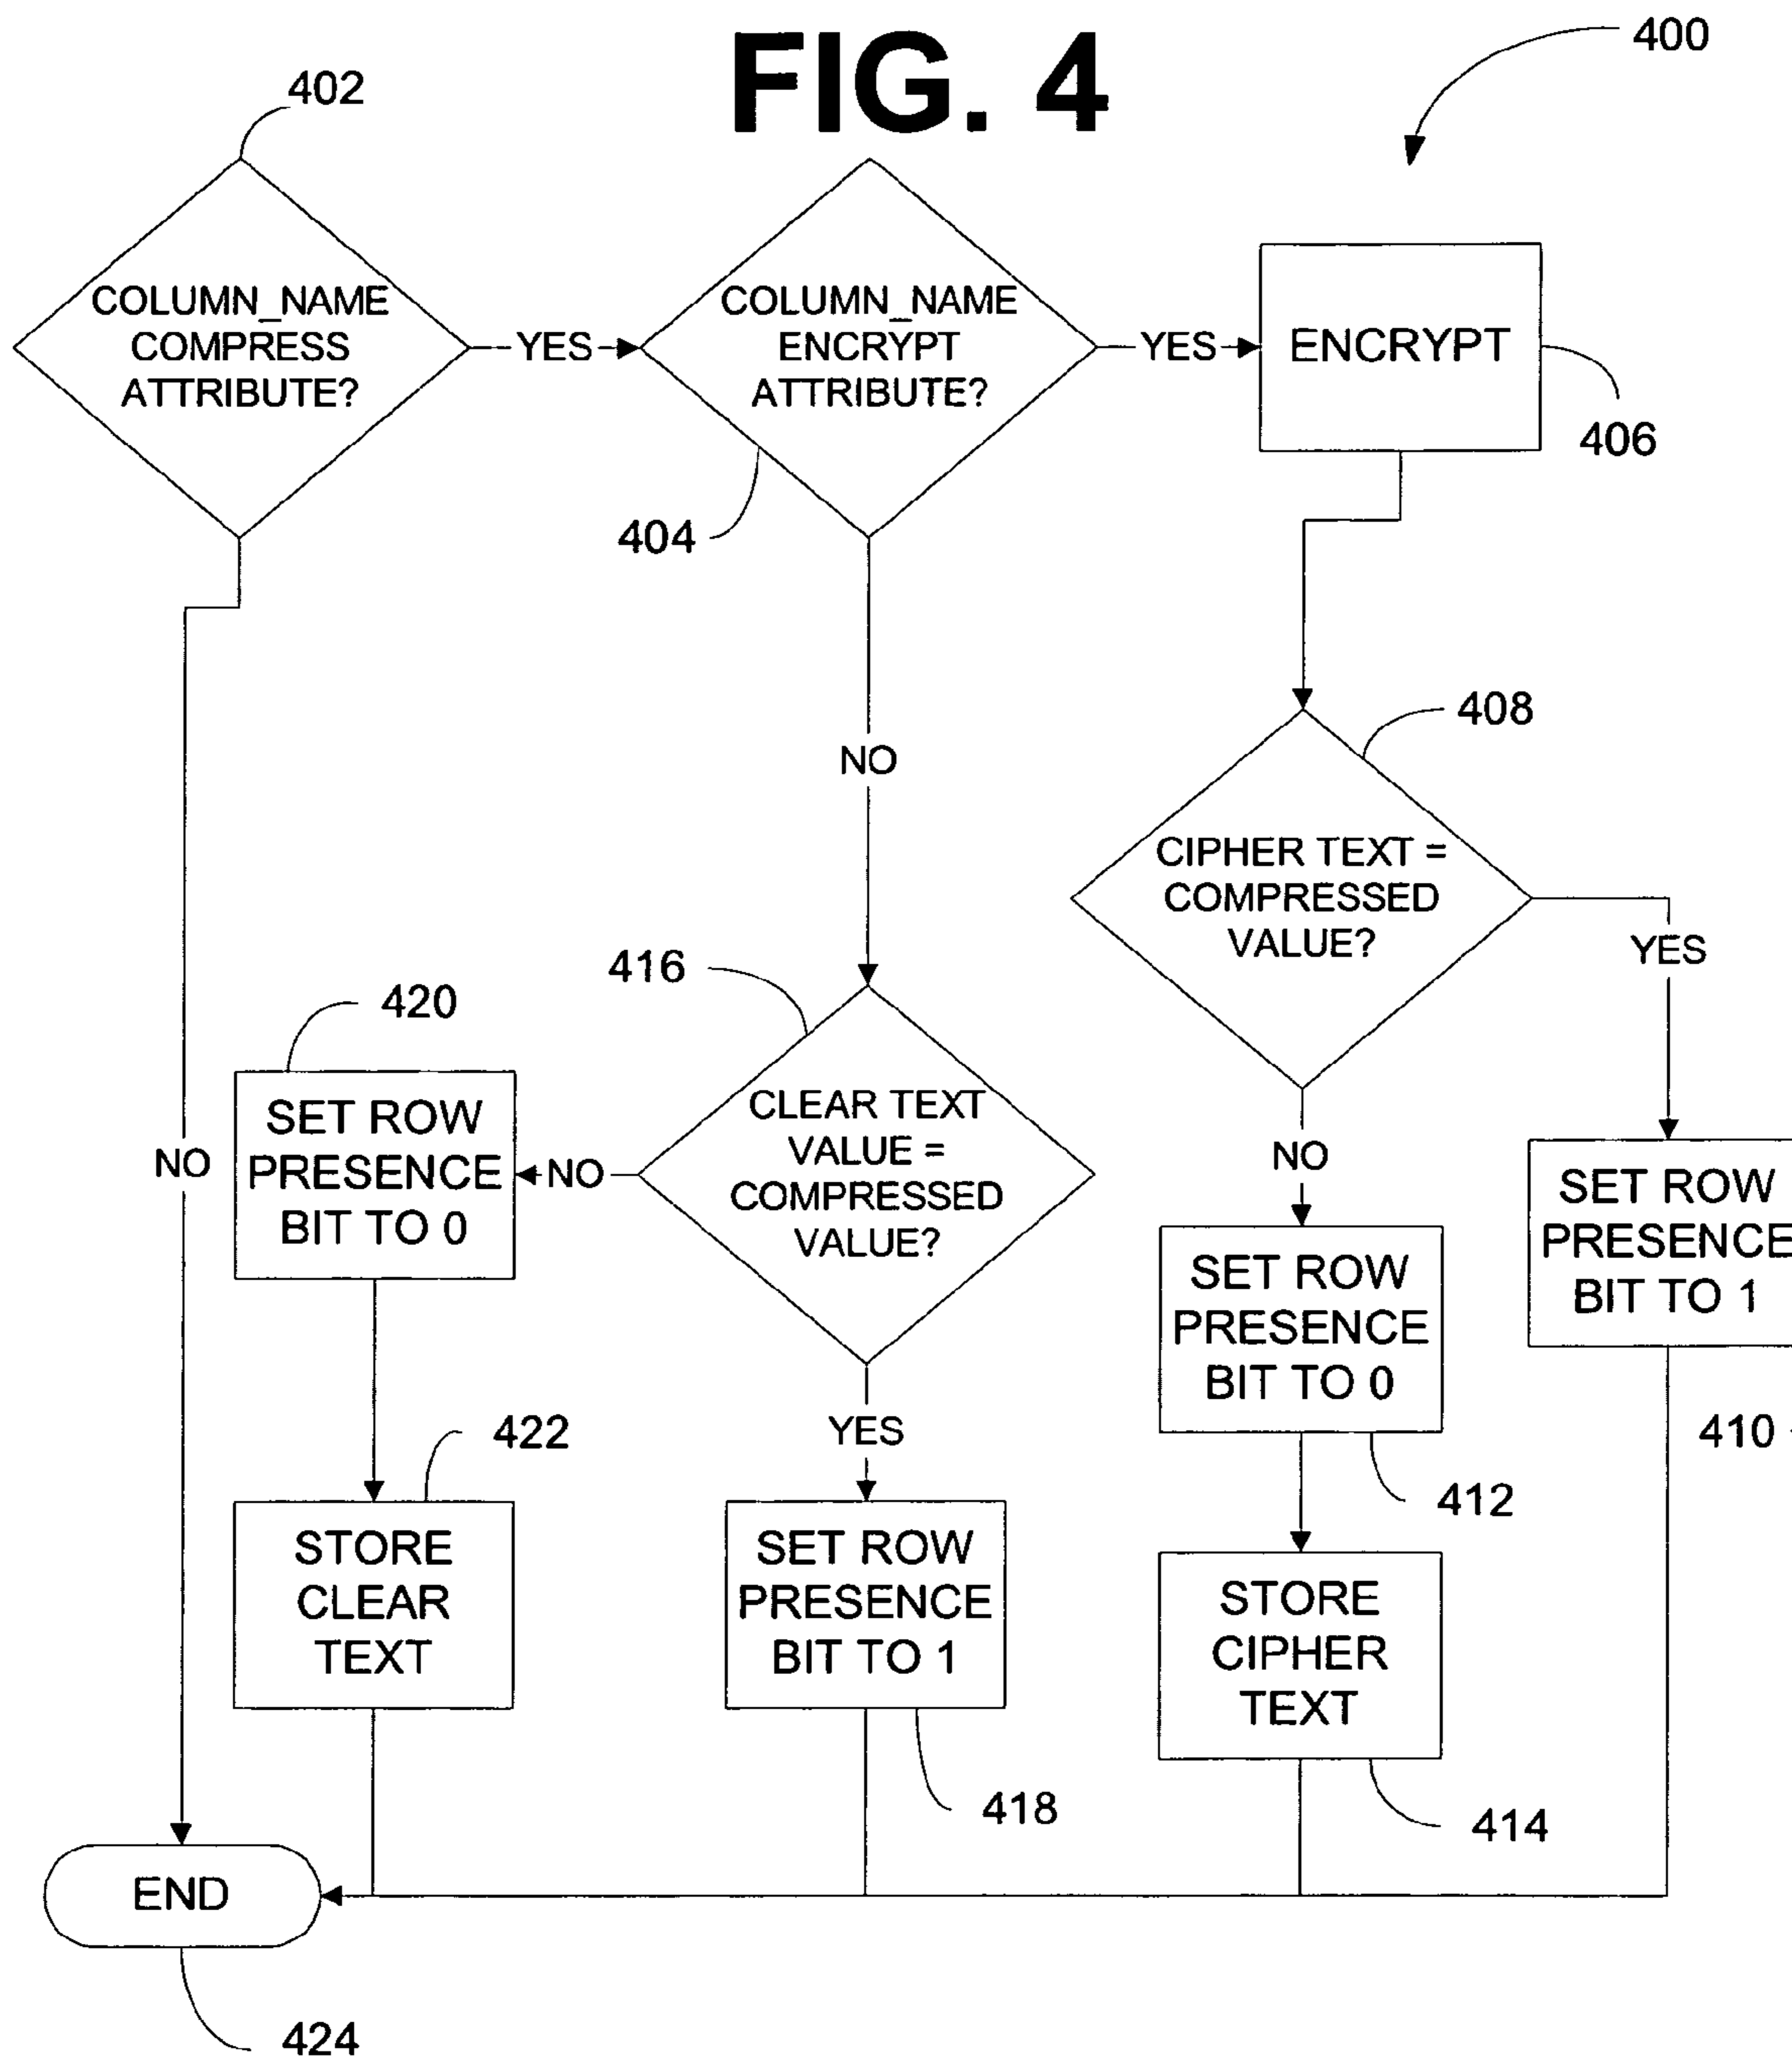 FIG. 4
400
402
COLUMN_NAME
COMPRESS
ATTRIBUTE?
YES
COLUMN_NAME
ENCRYPT
ATTRIBUTE?
YES
ENCRYPT
406
404
NO
408
CIPHER TEXT =
COMPRESSED
VALUE?
YES
416
420
SET ROW
PRESENCE
BIT TO 0
NO
NO
CLEAR TEXT
VALUE =
COMPRESSED
VALUE?
NO
SET ROW
PRESENCE
BIT TO 1
SET ROW
PRESENCE
BIT TO 0
410
412
YES
422
STORE
CLEAR
TEXT
SET ROW
PRESENCE
BIT TO 1
STORE
CIPHER
TEXT
418
414
END
424